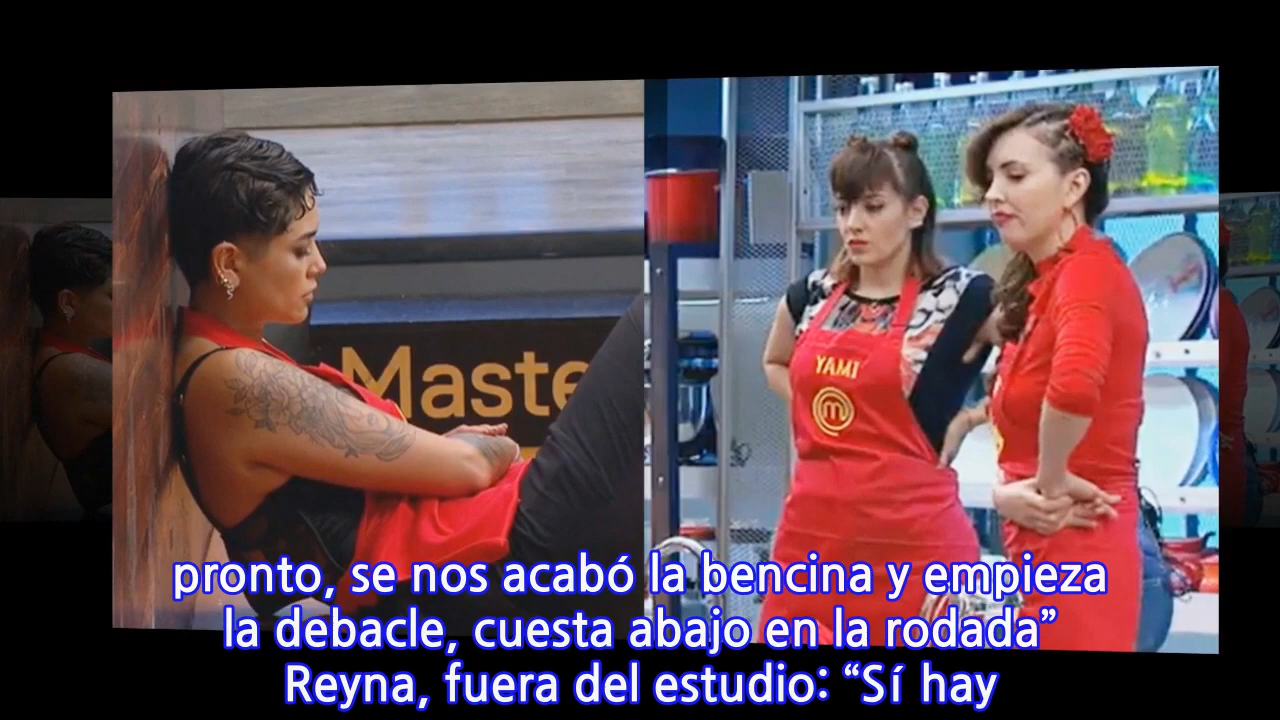 Maste
YAMI
m
pronto, se nos acabó la bencina y empieza
la debacle, cuesta abajo en la rodada”
Reyna, fuera del estudio: “Sí hay